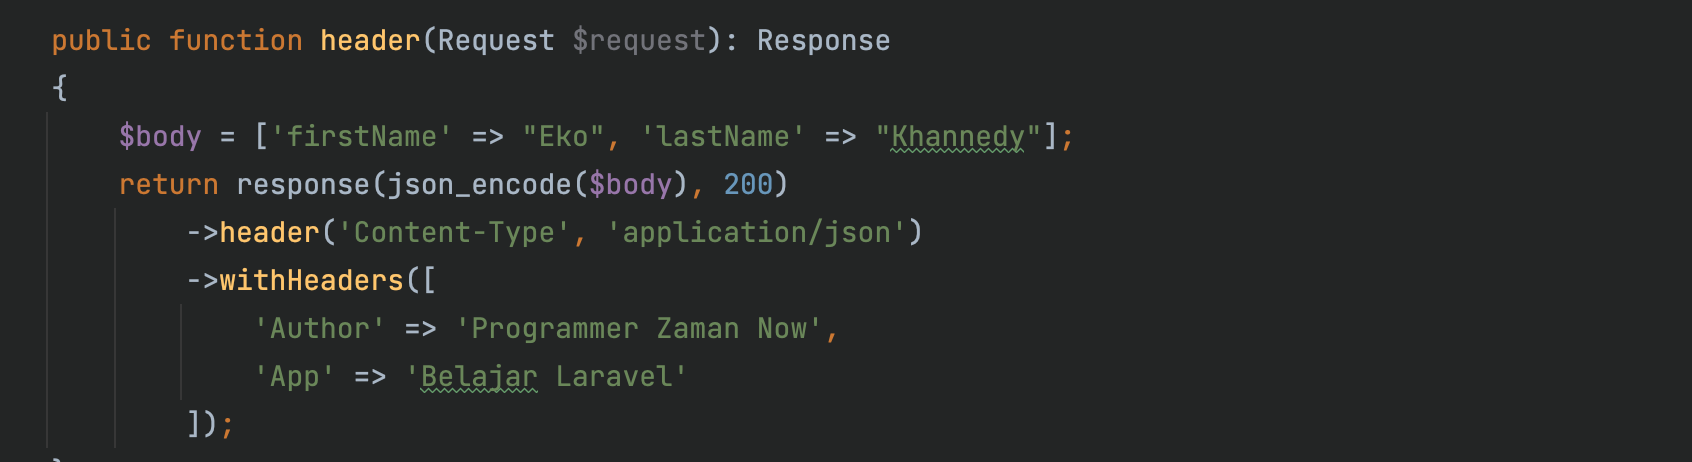 public function header(Request $request): Response
{
$body = ['firstName' => "Eko", 'lastName' => "Khannedy"];
return response(json_encode($body), 200)
->header('Content-Type', 'application/json')
->withHeaders([
'Author' => 'Programmer Zaman Now',
'App' => 'Belajar Laravel'
]);
}